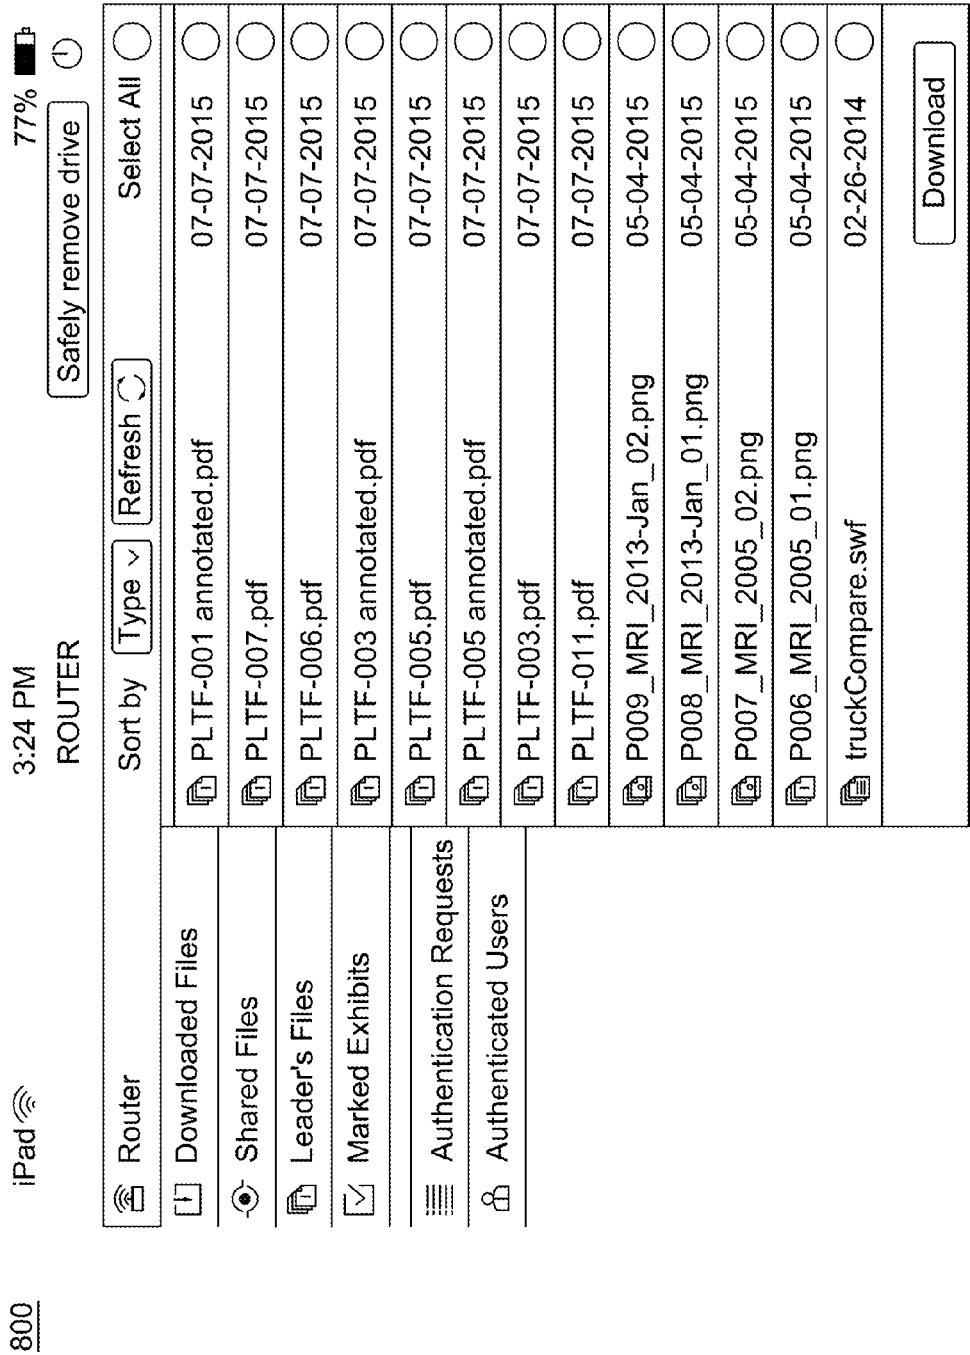 800
iPad 3:24 PM 77%
ROUTER Safely remove drive
Router Sort by Type Refresh Select All
Downloaded Files
Shared Files
Leader's Files
Marked Exhibits
Authentication Requests
Authenticated Users
PLTF-001 annotated.pdf 07-07-2015
PLTF-007.pdf 07-07-2015
PLTF-006.pdf 07-07-2015
PLTF-003 annotated.pdf 07-07-2015
PLTF-005.pdf 07-07-2015
PLTF-005 annotated.pdf 07-07-2015
PLTF-003.pdf 07-07-2015
PLTF-011.pdf 07-07-2015
P009_MRI_2013-Jan_02.png 05-04-2015
P008_MRI_2013-Jan_01.png 05-04-2015
P007_MRI_2005_02.png 05-04-2015
P006_MRI_2005_01.png 05-04-2015
truckCompare.swf 02-26-2014
Download